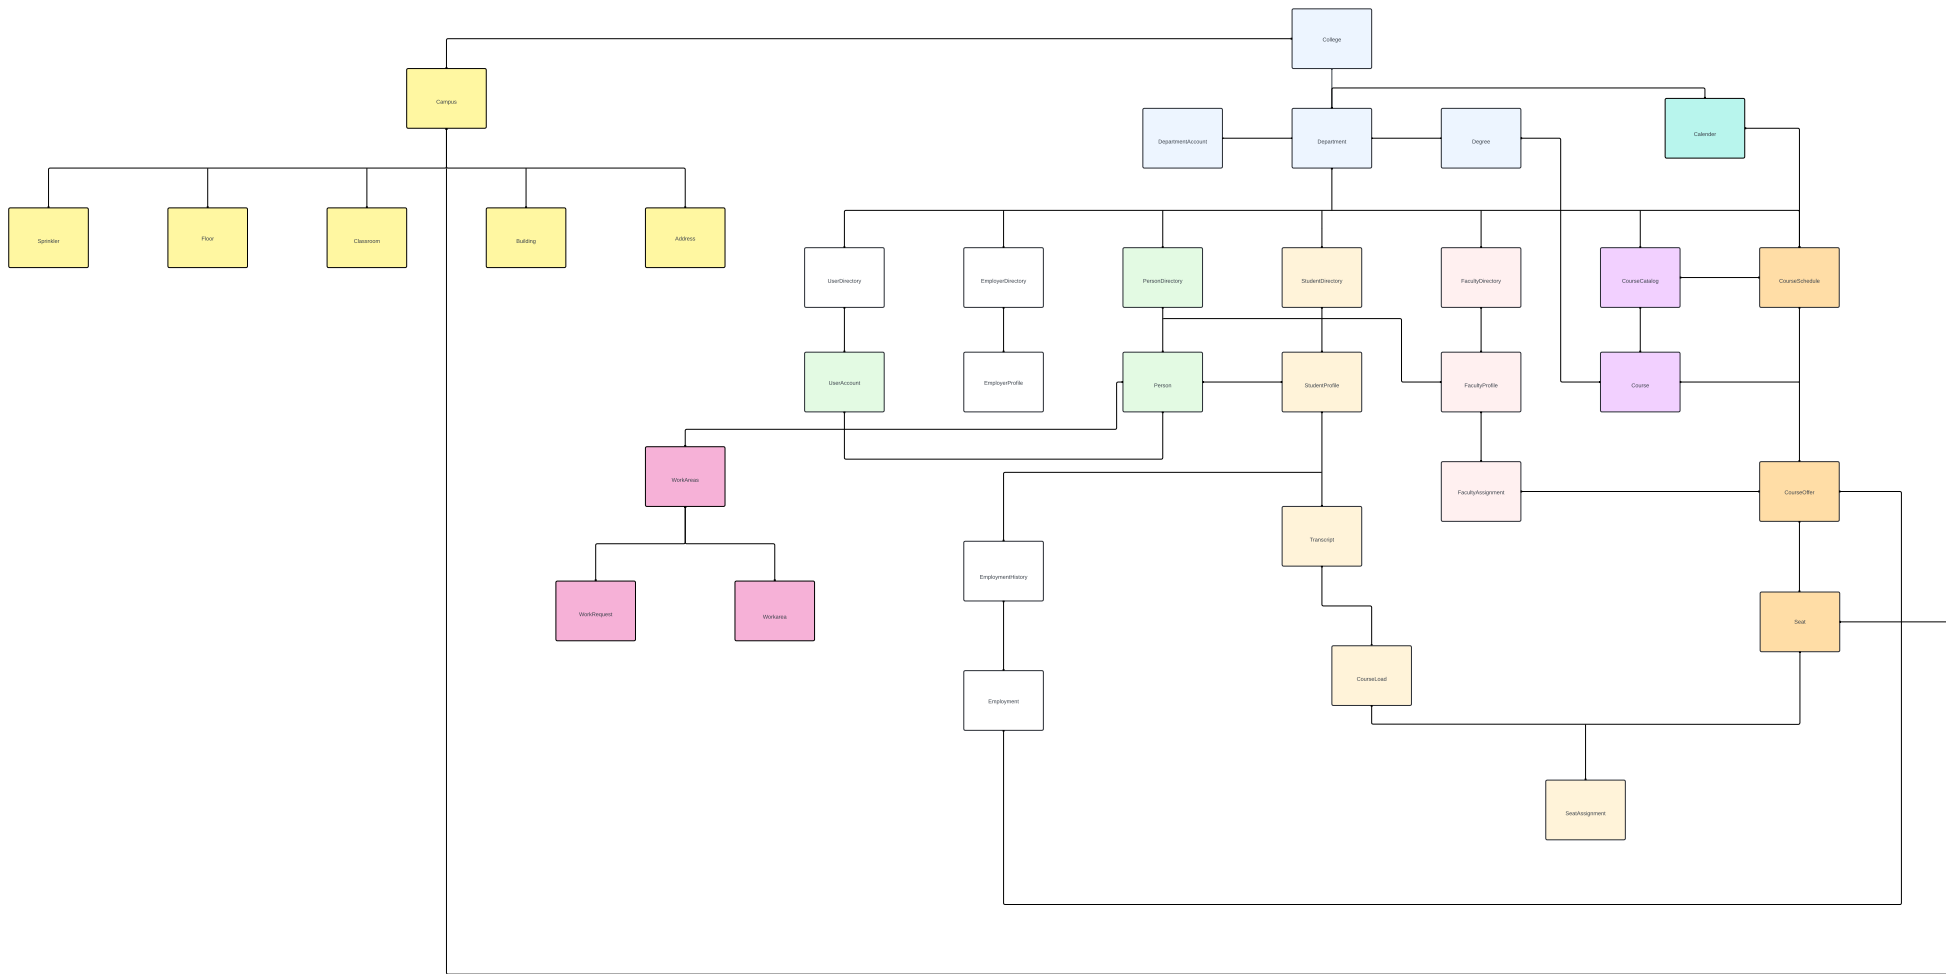 College
Campus
DepartmentAccount
Department
Degree
Calender
Sprinkler
Floor
Classroom
Building
Address
UserDirectory
EmployerDirectory
PersonDirectory
StudentDirectory
FacultyDirectory
CourseCatalog
CourseSchedule
UserAccount
EmployerProfile
Person
StudentProfile
FacultyProfile
Course
WorkAreas
FacultyAssignment
CourseOffer
Transcript
EmploymentHistory
WorkRequest
Workarea
Seat
CourseLoad
Employment
SeatAssignment